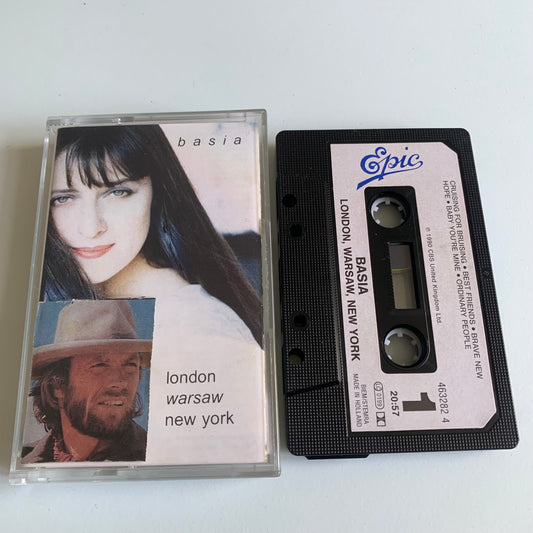 basia
london
warsaw
new york
Epic
BASIA
LONDON, WARSAW, NEW YORK
℗ 1990 CBS United Kingdom Ltd.
CRUISING FOR BRUISING • BEST FRIENDS • BRAVE NEW
HOPE • BABY YOU'RE MINE • ORDINARY PEOPLE
463282 4
1
20:57
0199
BIEM/STEMRA
MADE IN HOLLAND